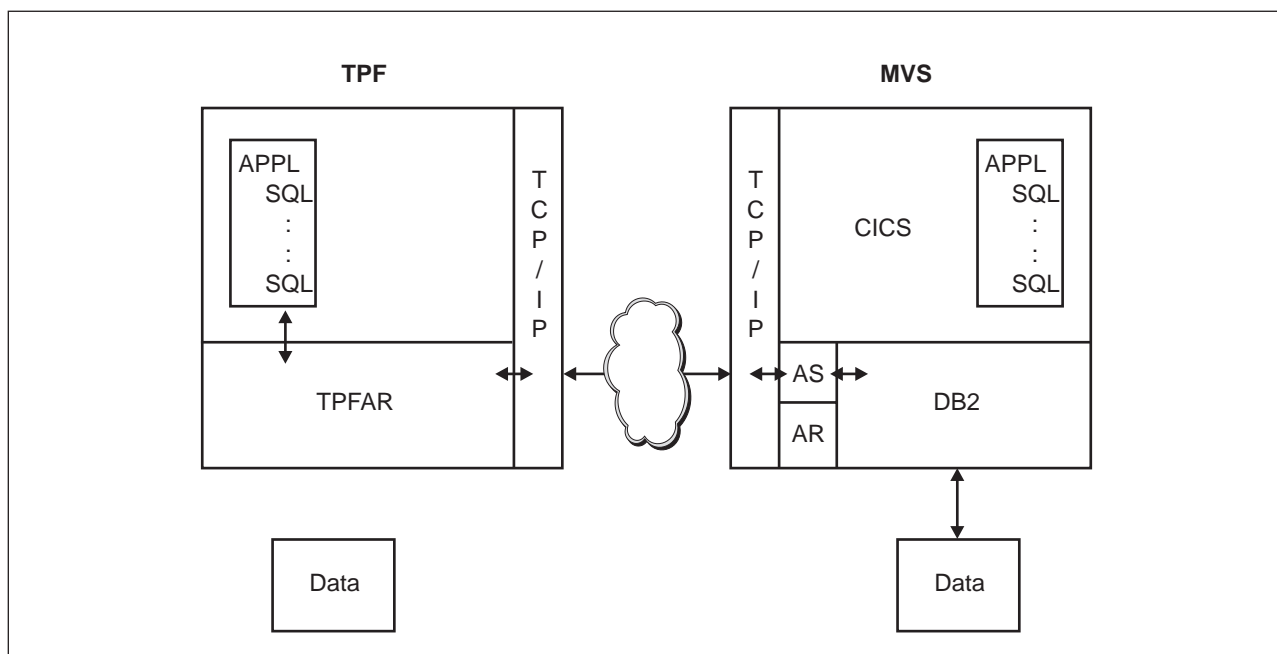 TPF
MVS
APPL
SQL
:
:
SQL
T
C
P
/
I
P
TPFAR
T
C
P
/
I
P
CICS
APPL
SQL
:
:
SQL
AS
AR
DB2
Data
Data